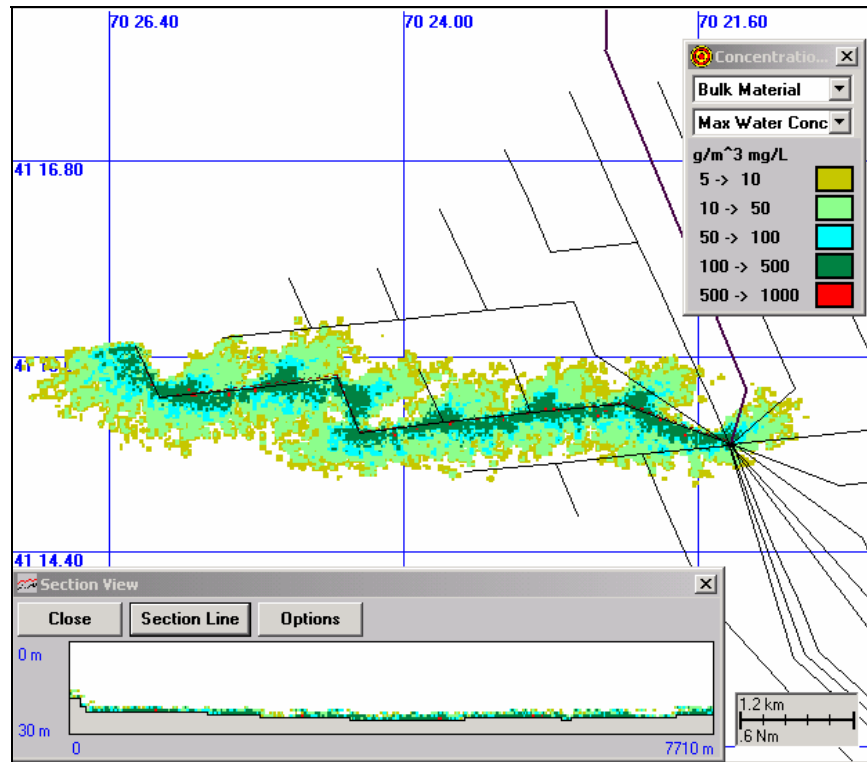 70 26.40
70 24.00
70 21.60
Concentratio...
Bulk Material
Max Water Conc
g/m^3 mg/L
5 -> 10
10 -> 50
50 -> 100
100 -> 500
500 -> 1000
41 16.80
41
41 14.40
Section View
Close
Section Line
Options
0 m
30 m
0
7710 m
1.2 km
.6 Nm